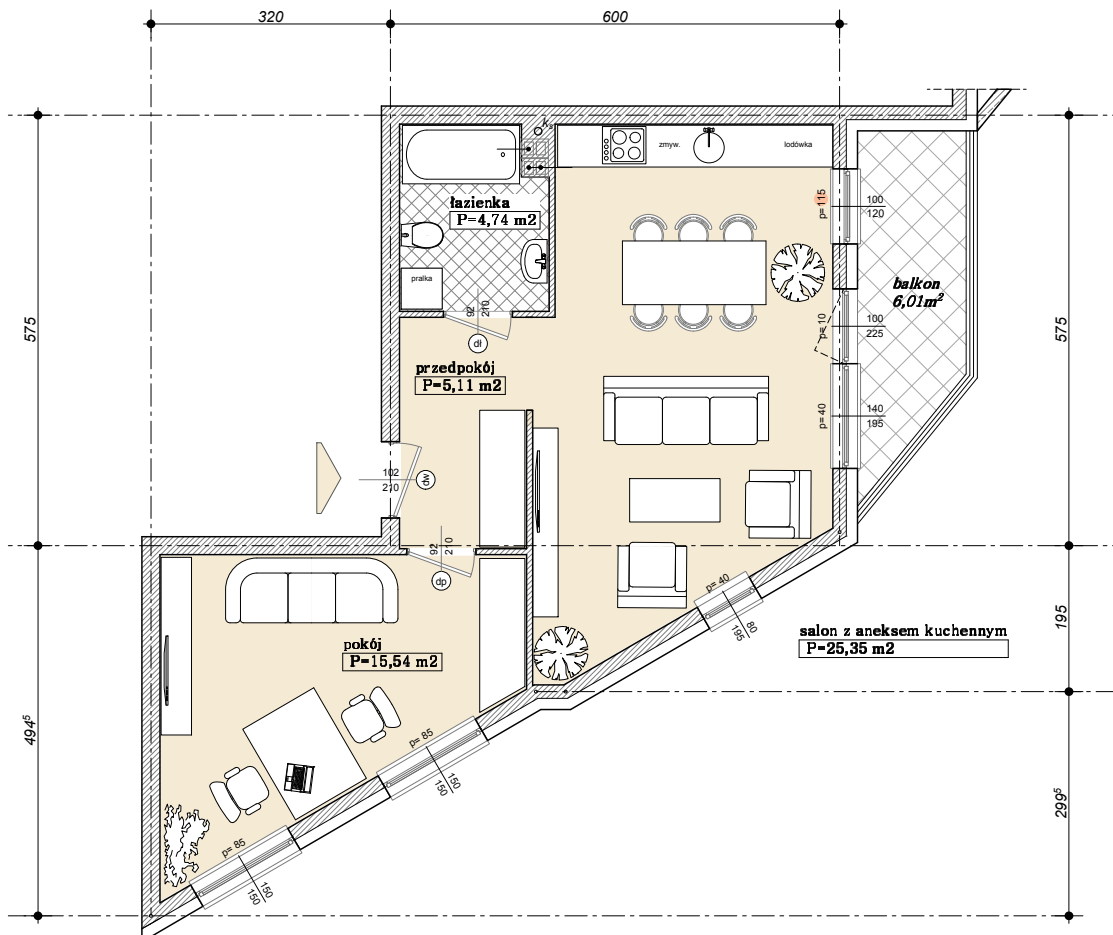 320
600
k₃
zmyw.
lodówka
łazienka
P=4,74 m2
p=115
100
120
pralka
balkon
6,01m²
92
210
dł
575
575
p=10
100
225
przedpokój
P=5,11 m2
p=40
140
195
102
210
dw
92
210
dp
p= 40
80
195
195
salon z aneksem kuchennym
P=25,35 m2
pokój
P=15,54 m2
494⁵
p= 85
150
150
299⁵
p= 85
150
150